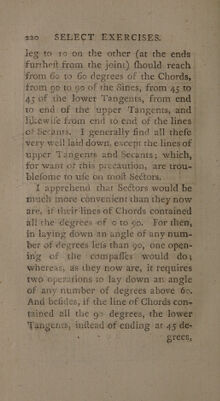 220 SELECT EXERCISES.
leg to 10 on the other (at the ends
furtheſt from the joint) ſhould reach
from 60 to 60 degrees of the Chords,
from 90 to 90 of the Sines, from 45 to
45 of the lower Tangents, from end
to end of the upper Tangents, and
likewiſe from end to end of the lines
of Secants. I generally find all theſe
very well laid down, except the lines of
upper Tangents and Secants; which,
for want of this precaution, are trou-
bleſome to uſe on moſt Sectors.
I apprehend that Sectors would be
much more convenient than they now
are, if their lines of Chords contained
all the degrees of 0 to 90. For then,
in laying down an angle of any num-
ber of degrees leſs than 90, one open-
ing of the compaſſes would do;
whereas, as they now are, it requires
two operations to lay down an angle
of any number of degrees above 60.
And beſides, if the line of Chords con-
tained all the 90 degrees, the lower
Tangents, inſtead of ending at 45 de-
grees,